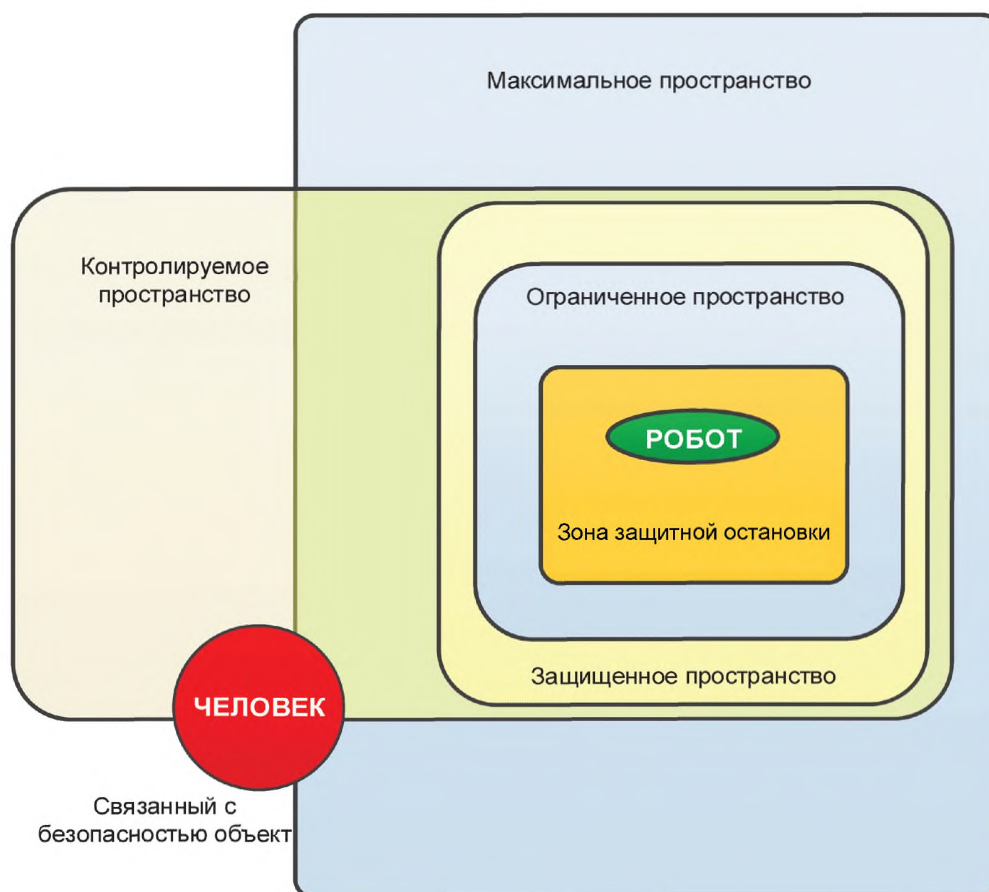 Максимальное пространство
Контролируемое
пространство
Ограниченное пространство
РОБОТ
Зона защитной остановки
Защищенное пространство
ЧЕЛОВЕК
Связанный с
безопасностью объект